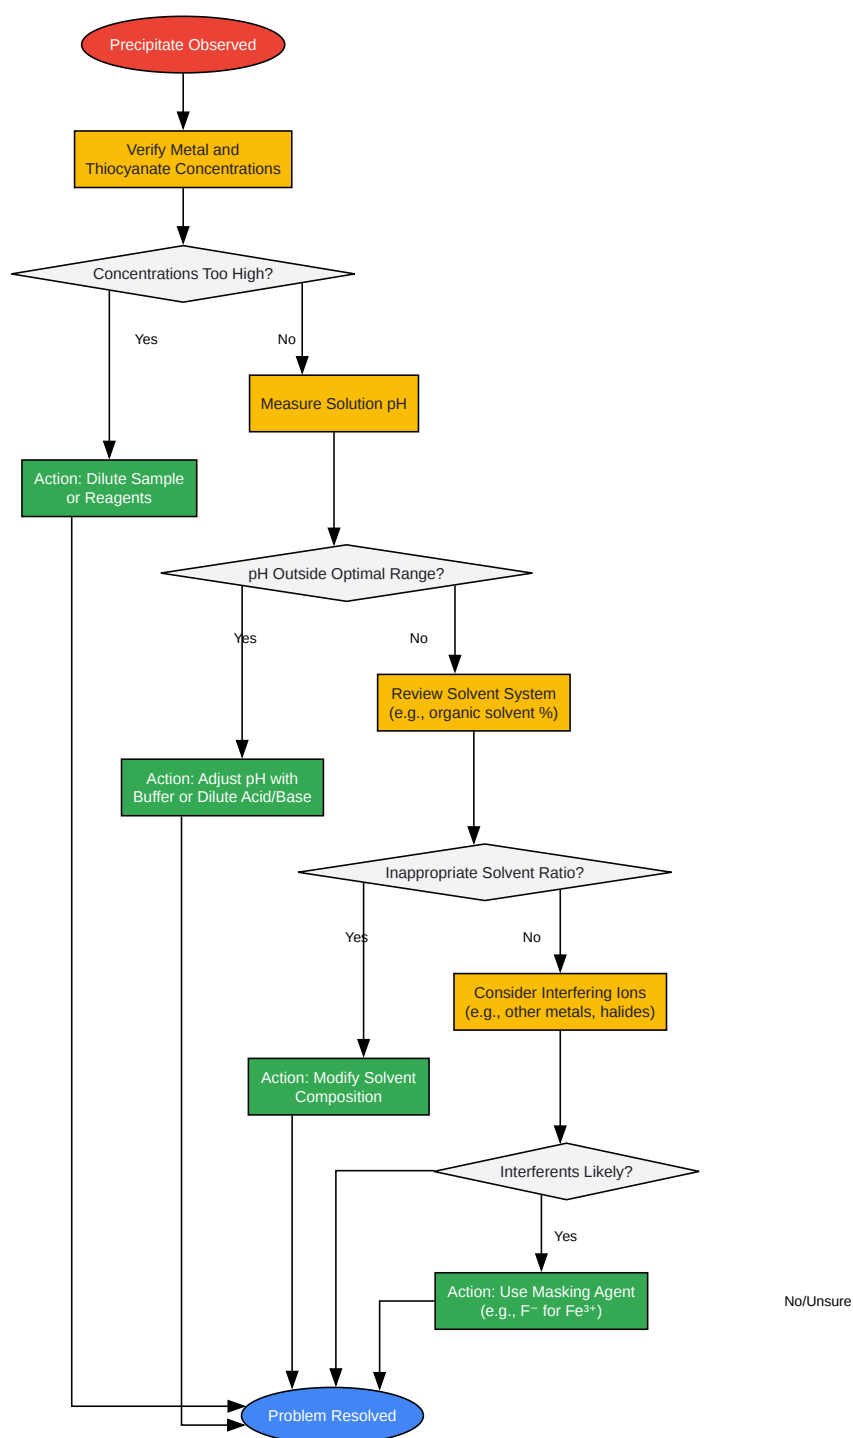 Precipitate Observed
Verify Metal and
Thiocyanate Concentrations
Concentrations Too High?
Yes
No
Measure Solution pH
Action: Dilute Sample
or Reagents
pH Outside Optimal Range?
Yes
No
Review Solvent System
(e.g., organic solvent %)
Action: Adjust pH with
Buffer or Dilute Acid/Base
Inappropriate Solvent Ratio?
Yes
No
Consider Interfering Ions
(e.g., other metals, halides)
Action: Modify Solvent
Composition
Interferents Likely?
Yes
Action: Use Masking Agent
(e.g., F⁻ for Fe³⁺)
No/Unsure
Problem Resolved